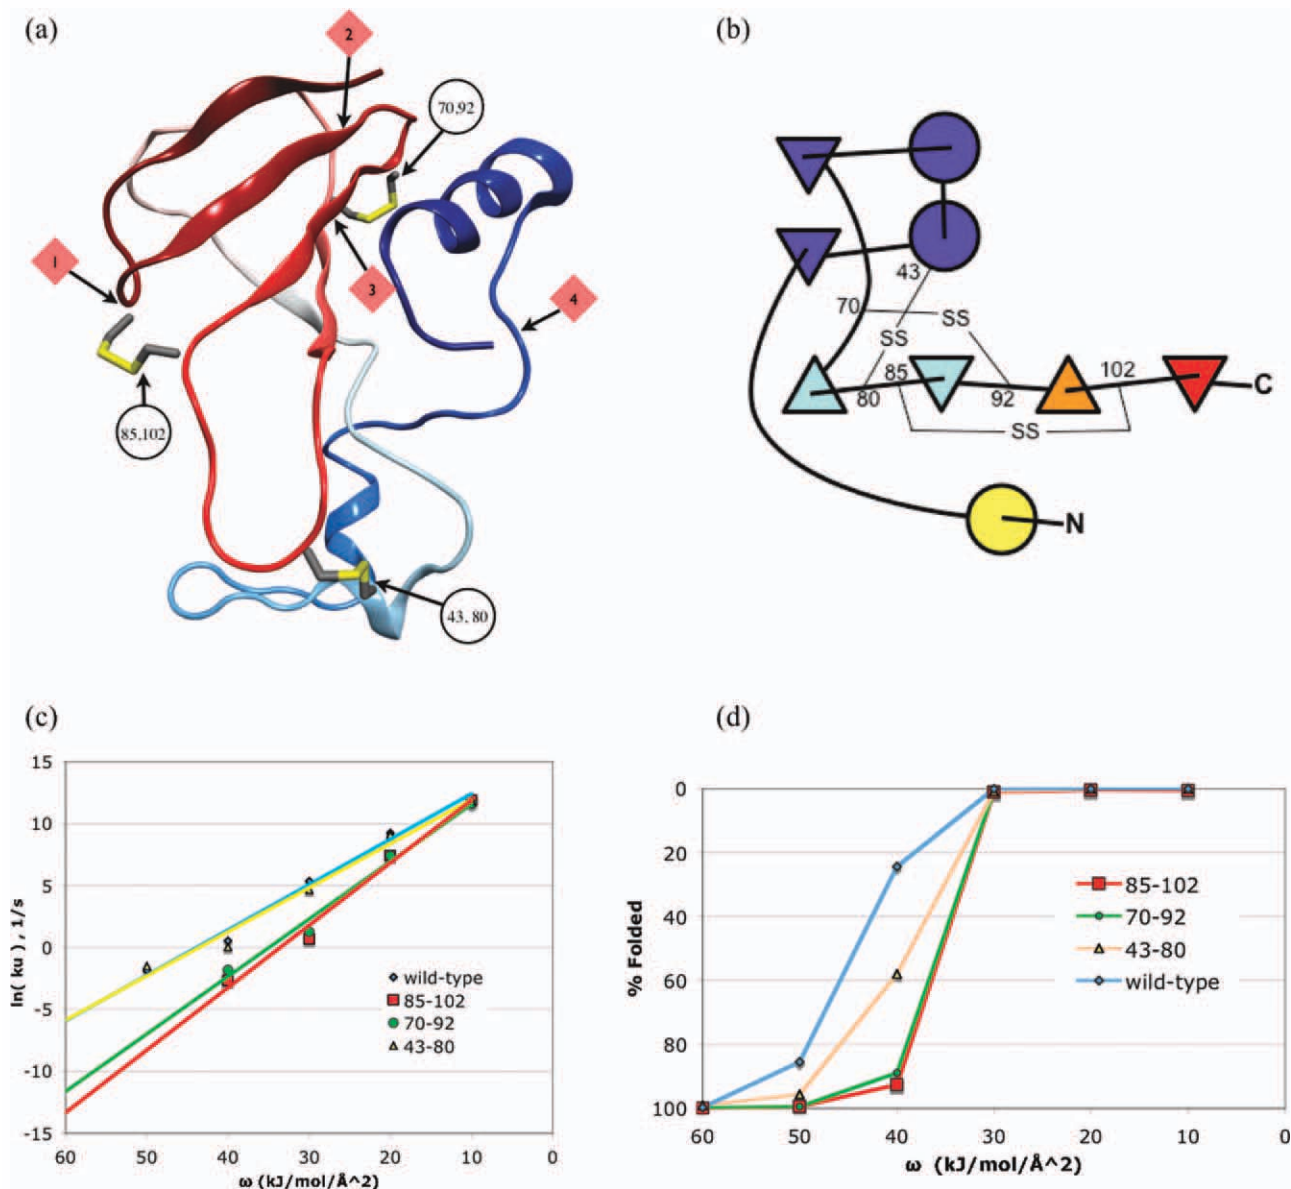 (a)
2
70,92
1
3
4
85,102
43, 80
(b)
43
70
SS
SS
85
102
80
92
C
SS
N
(c)
15
10
5
0
-5
-10
-15
ln( ku ) , 1/s
wild-type
85-102
70-92
43-80
60 50 40 30 20 10 0
ω (kJ/mol/Å^2)
(d)
0
20
40
60
80
100
% Folded
85-102
70-92
43-80
wild-type
60 50 40 30 20 10 0
ω (kJ/mol/Å^2)